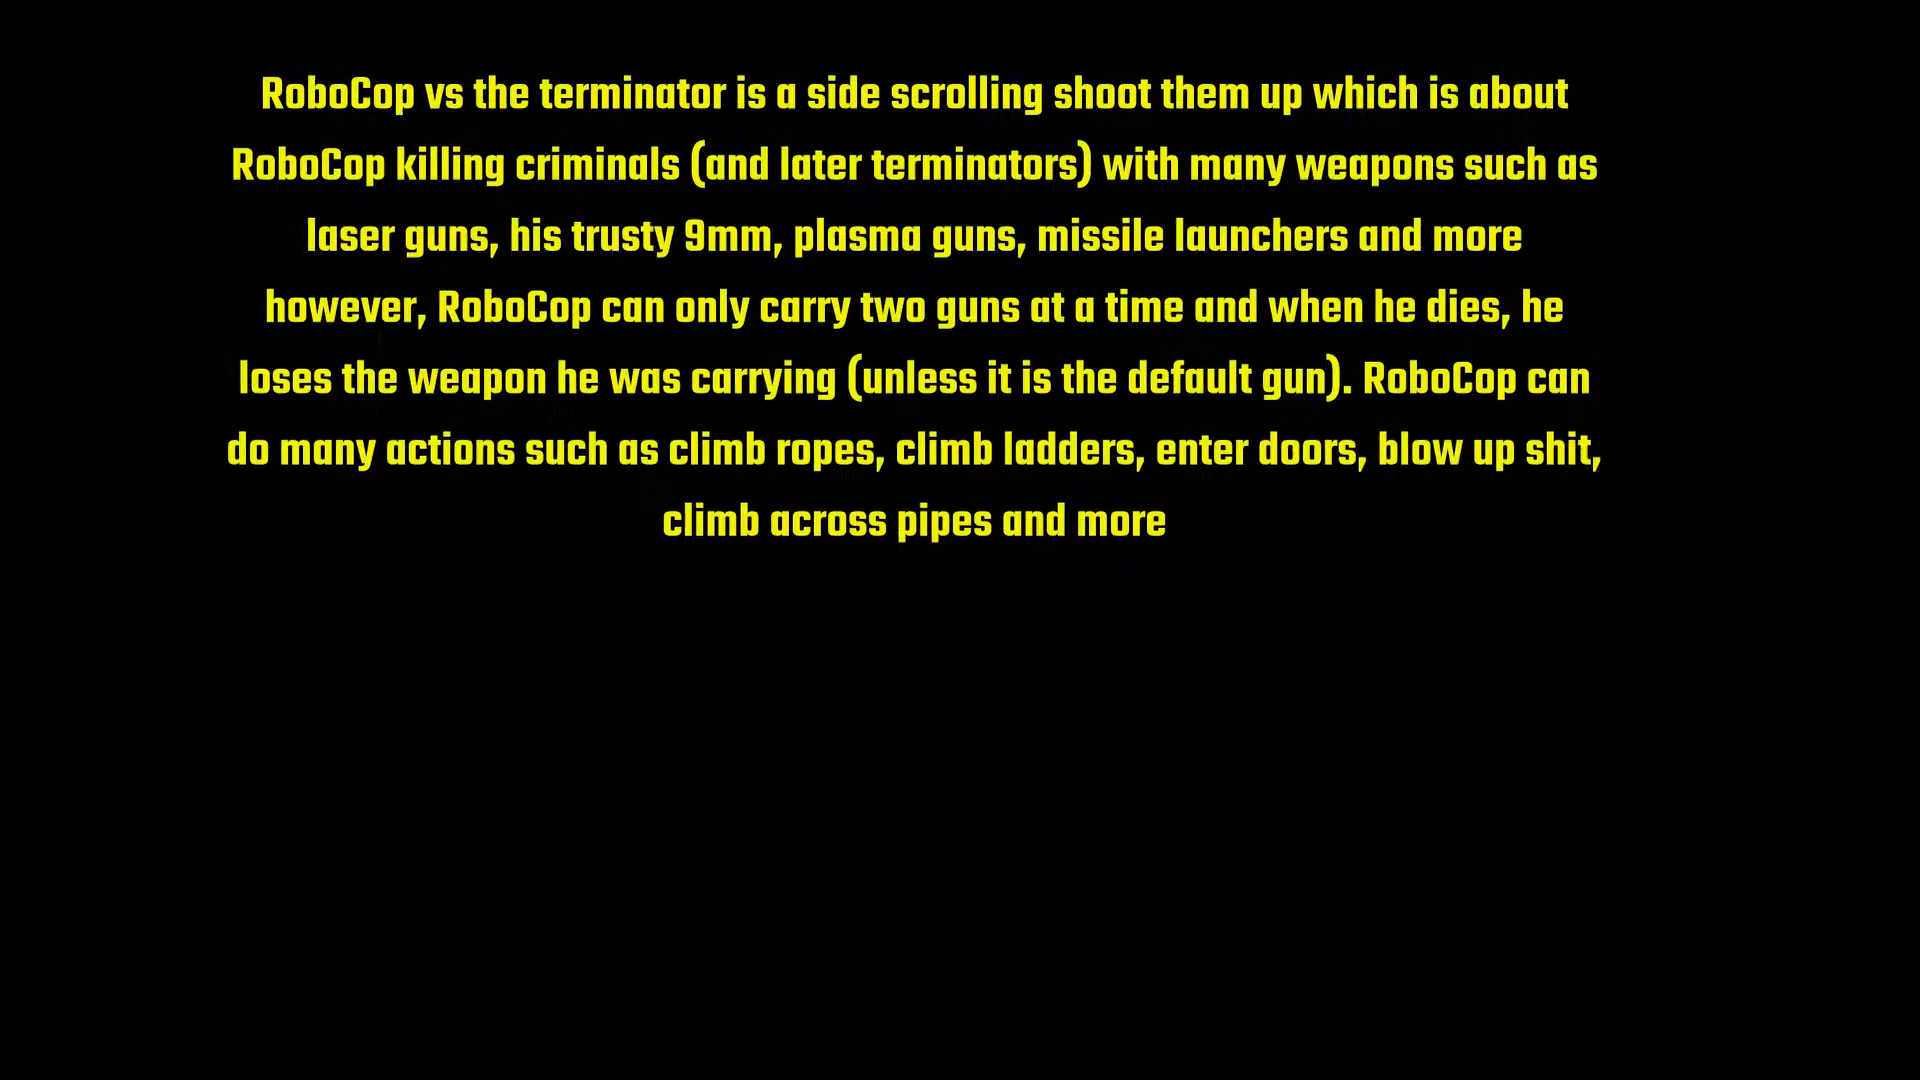 RoboCop vs the terminator is a side scrolling shoot them up which is about
RoboCop killing criminals (and later terminators) with many weapons such as
laser guns, his trusty 9mm, plasma guns, missile launchers and more
however, RoboCop can only carry two guns at a time and when he dies, he
loses the weapon he was carrying (unless it is the default gun). RoboCop can
do many actions such as climb ropes, climb ladders, enter doors, blow up shit,
climb across pipes and more